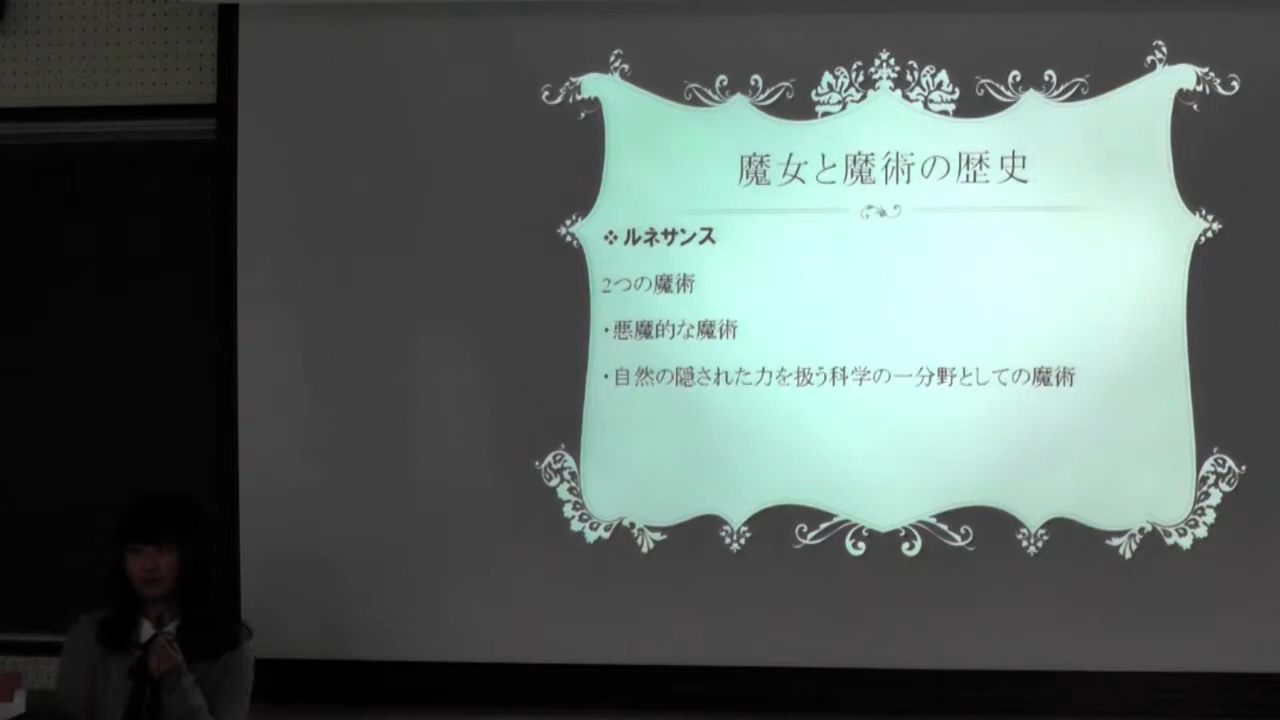 魔女と魔術の歴史
❖ルネサンス
2つの魔術
・悪魔的な魔術
・自然の隠された力を扱う科学の一分野としての魔術